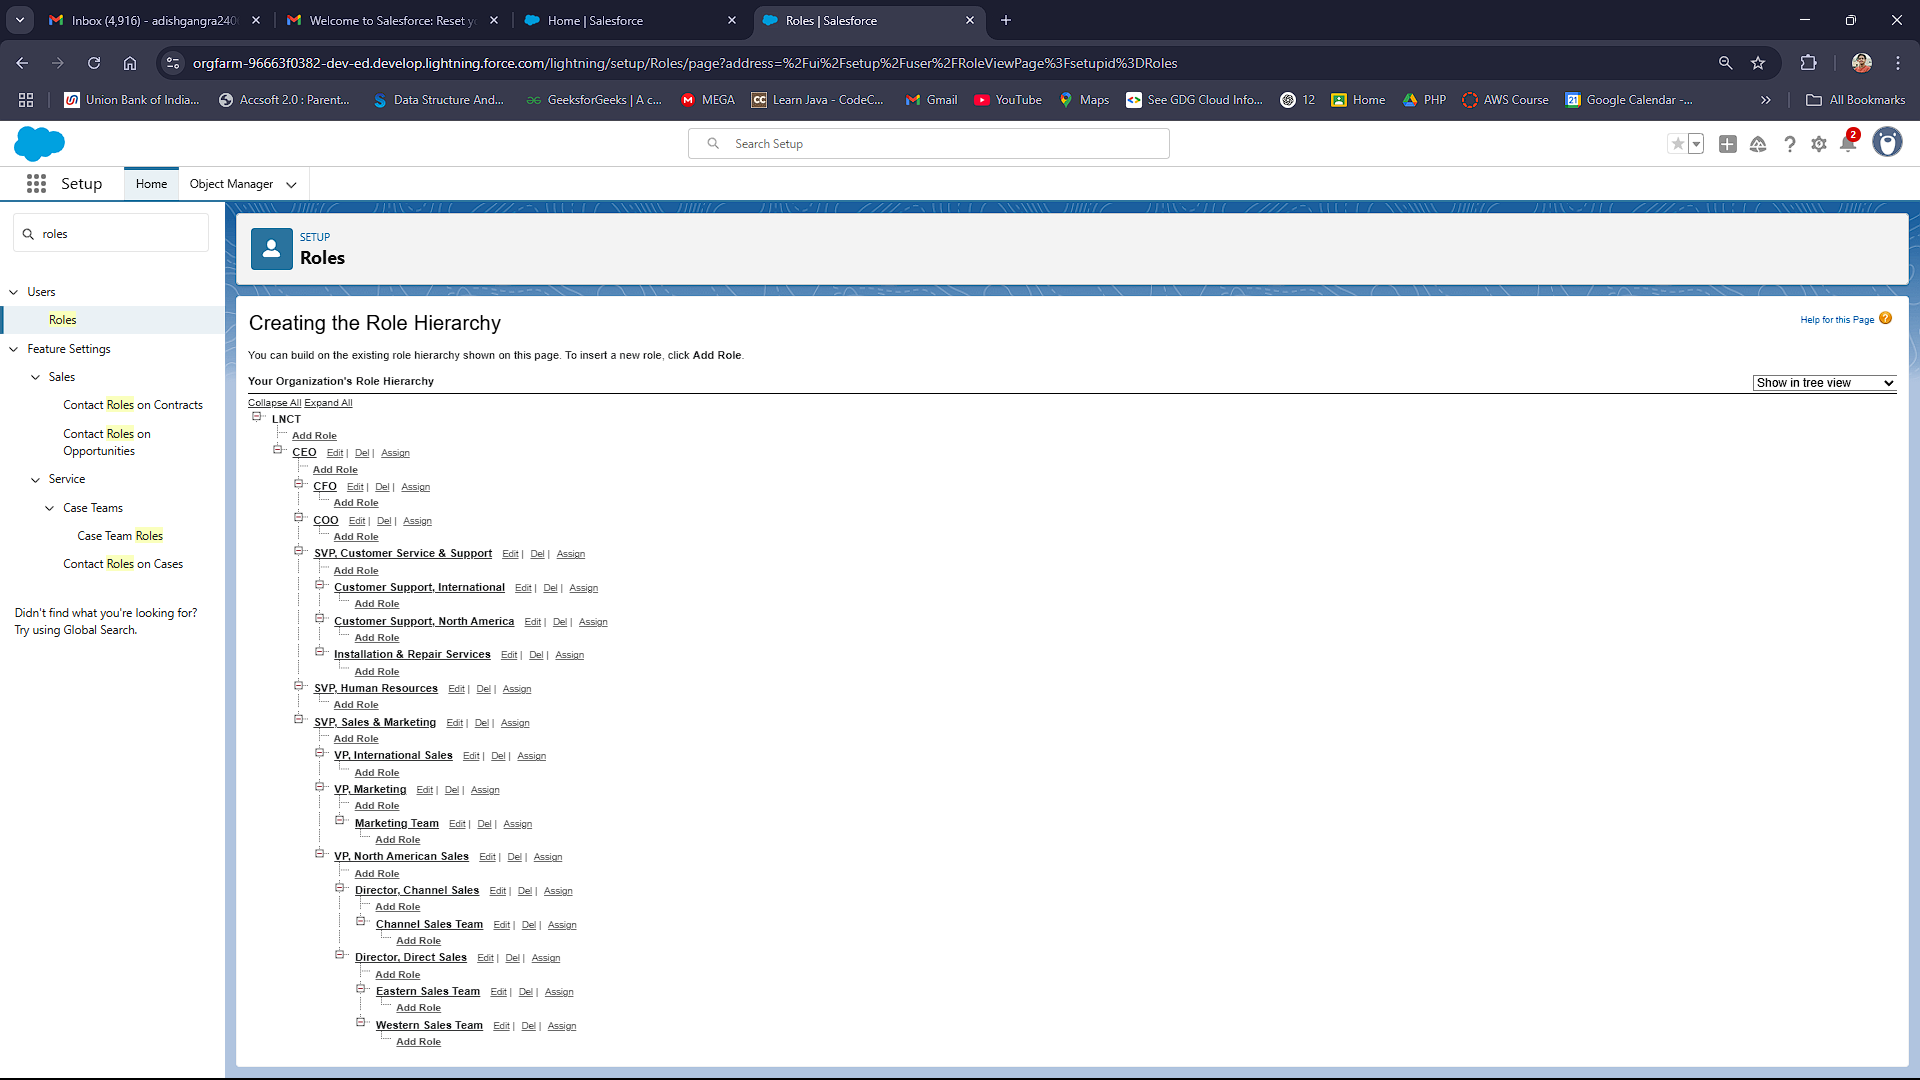 Inbox (4,916) - adishgangra240
Welcome to Salesforce: Reset y
Home | Salesforce
Roles | Salesforce
orgfarm-96663f0382-dev-ed.develop.lightning.force.com/lightning/setup/Roles/page?address=%2Fui%2Fsetup%2Fuser%2FRoleViewPage%3Fsetupid%3DRoles
Union Bank of India...
Accsoft 2.0 : Parent...
Data Structure And...
GeeksforGeeks | A c...
MEGA
Learn Java - CodeC...
Gmail
YouTube
Maps
See GDG Cloud Info...
12
Home
PHP
AWS Course
Google Calendar -...
All Bookmarks
Search Setup
2
Setup
Home
Object Manager
roles
Users
Roles
Feature Settings
Sales
Contact Roles on Contracts
Contact Roles on
Opportunities
Service
Case Teams
Case Team Roles
Contact Roles on Cases
Didn't find what you're looking for?
Try using Global Search.
SETUP
Roles
Creating the Role Hierarchy
Help for this Page
You can build on the existing role hierarchy shown on this page. To insert a new role, click Add Role.
Your Organization's Role Hierarchy
Show in tree view
Collapse All Expand All
LNCT
Add Role
CEO Edit | Del | Assign
Add Role
CFO Edit | Del | Assign
Add Role
COO Edit | Del | Assign
Add Role
SVP, Customer Service & Support Edit | Del | Assign
Add Role
Customer Support, International Edit | Del | Assign
Add Role
Customer Support, North America Edit | Del | Assign
Add Role
Installation & Repair Services Edit | Del | Assign
Add Role
SVP, Human Resources Edit | Del | Assign
Add Role
SVP, Sales & Marketing Edit | Del | Assign
Add Role
VP, International Sales Edit | Del | Assign
Add Role
VP, Marketing Edit | Del | Assign
Add Role
Marketing Team Edit | Del | Assign
Add Role
VP, North American Sales Edit | Del | Assign
Add Role
Director, Channel Sales Edit | Del | Assign
Add Role
Channel Sales Team Edit | Del | Assign
Add Role
Director, Direct Sales Edit | Del | Assign
Add Role
Eastern Sales Team Edit | Del | Assign
Add Role
Western Sales Team Edit | Del | Assign
Add Role